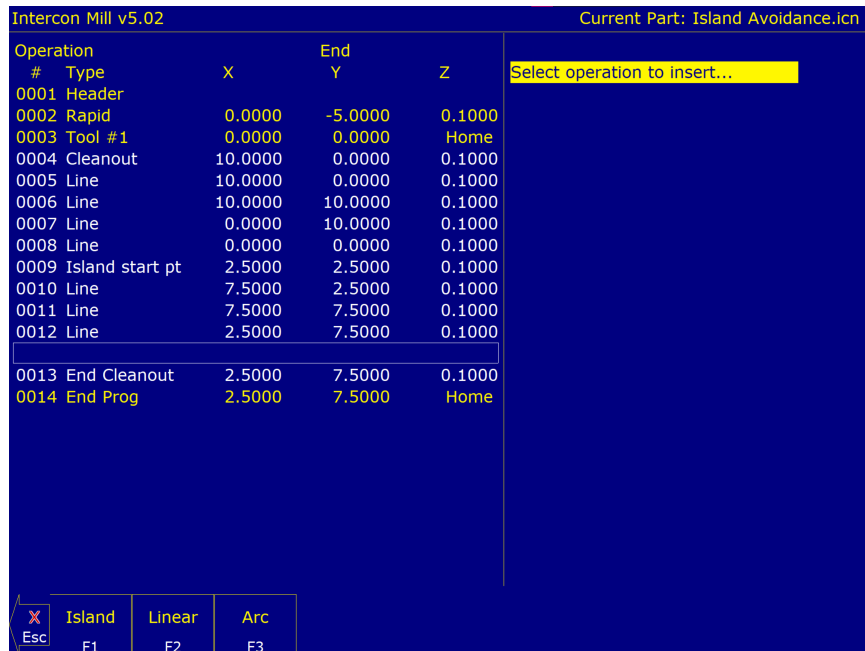 Intercon Mill v5.02 Current Part: Island Avoidance.icn
Operation End
# Type X Y Z Select operation to insert...
0001 Header
0002 Rapid 0.0000 -5.0000 0.1000
0003 Tool #1 0.0000 0.0000 Home
0004 Cleanout 10.0000 0.0000 0.1000
0005 Line 10.0000 0.0000 0.1000
0006 Line 10.0000 10.0000 0.1000
0007 Line 0.0000 10.0000 0.1000
0008 Line 0.0000 0.0000 0.1000
0009 Island start pt 2.5000 2.5000 0.1000
0010 Line 7.5000 2.5000 0.1000
0011 Line 7.5000 7.5000 0.1000
0012 Line 2.5000 7.5000 0.1000
0013 End Cleanout 2.5000 7.5000 0.1000
0014 End Prog 2.5000 7.5000 Home
X Island Linear Arc
Esc F1 F2 F3